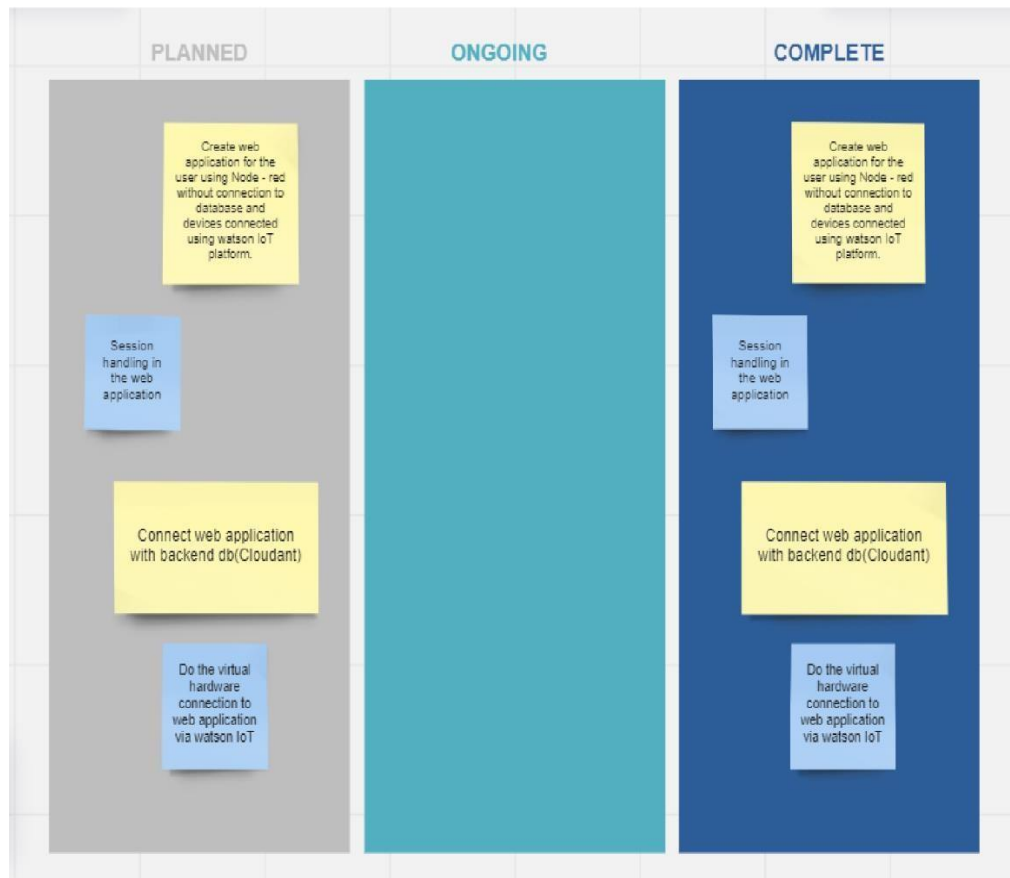 PLANNED
ONGOING
COMPLETE
Create web
application for the
user using Node - red
without connection to
database and
devices connected
using watson IoT
platform.
Session
handling in
the web
application
Connect web application
with backend db(Cloudant)
Do the virtual
hardware
connection to
web application
via watson IoT
Create web
application for the
user using Node - red
without connection to
database and
devices connected
using watson IoT
platform.
Session
handling in
the web
application
Connect web application
with backend db(Cloudant)
Do the virtual
hardware
connection to
web application
via watson IoT